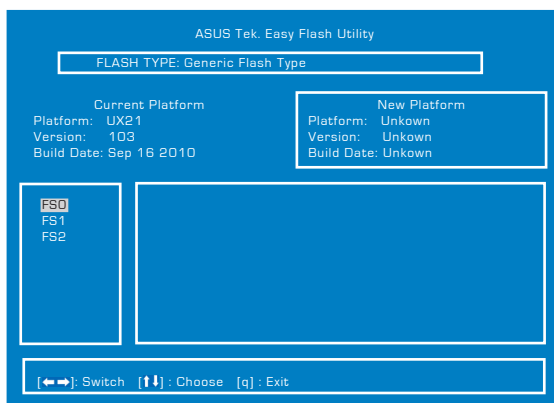 ASUS Tek. Easy Flash Utility
FLASH TYPE: Generic Flash Type
Current Platform
Platform: UX21
Version: 103
Build Date: Sep 16 2010
New Platform
Platform: Unkown
Version: Unkown
Build Date: Unkown
FS0
FS1
FS2
[⬅➡]: Switch [⬆⬇] : Choose [q] : Exit